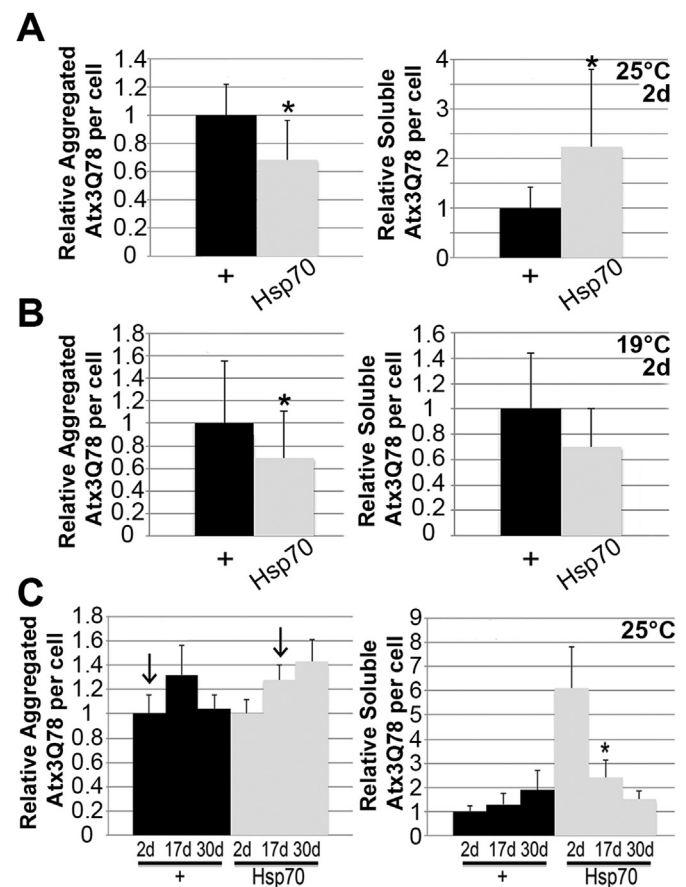 A
Relative Aggregated
Atx3Q78 per cell
1.4
1.2
1
0.8
0.6
0.4
0.2
0
+
Hsp70
*
Relative Soluble
Atx3Q78 per cell
4
3
2
1
0
+
Hsp70
*
25°C
2d
B
Relative Aggregated
Atx3Q78 per cell
1.8
1.6
1.4
1.2
1
0.8
0.6
0.4
0.2
0
+
Hsp70
*
Relative Soluble
Atx3Q78 per cell
1.6
1.4
1.2
1
0.8
0.6
0.4
0.2
0
+
Hsp70
19°C
2d
C
Relative Aggregated
Atx3Q78 per cell
1.8
1.6
1.4
1.2
1
0.8
0.6
0.4
0.2
0
2d 17d 30d 2d 17d 30d
+ Hsp70
Relative Soluble
Atx3Q78 per cell
9
8
7
6
5
4
3
2
1
0
*
25°C
2d 17d 30d 2d 17d 30d
+ Hsp70